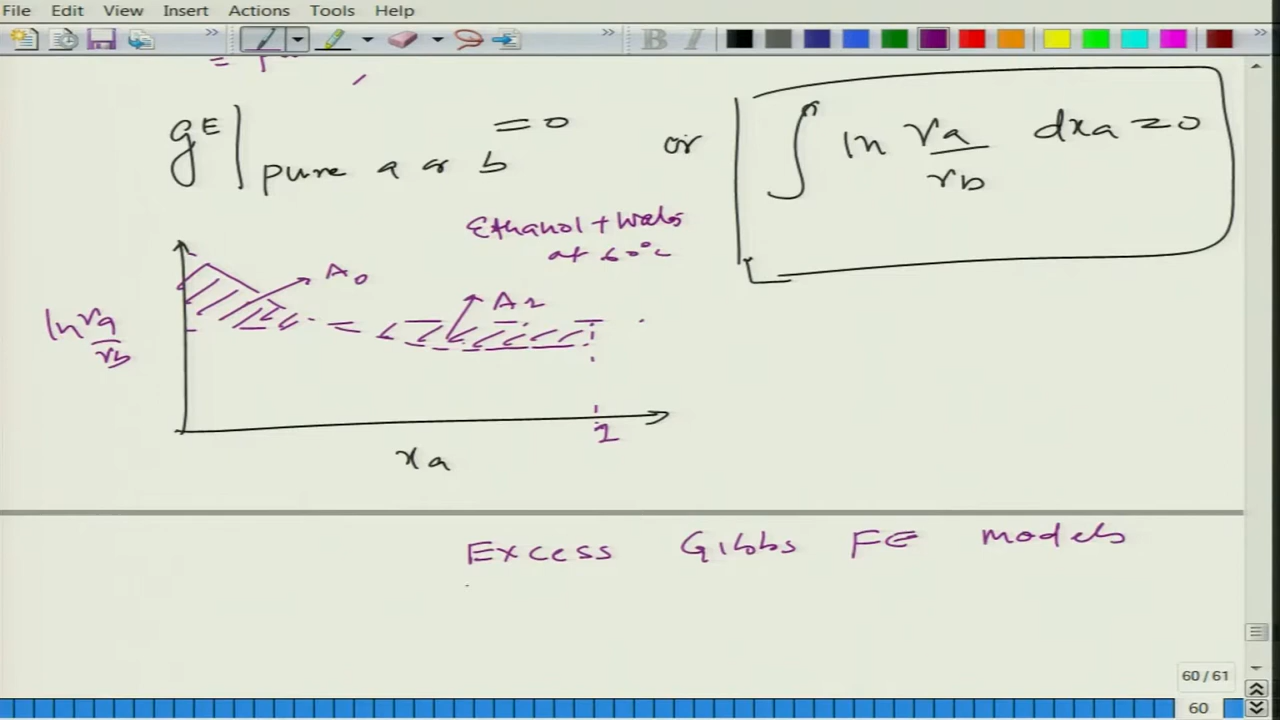 File Edit View Insert Actions Tools Help
B I
g^E | pure a or b = 0 or ∫ ln γa/γb dxa = 0
Ethanol + Water
at 60°C
A0
A2
ln γa/γb
1
xa
Excess Gibbs FE models
60 / 61
60